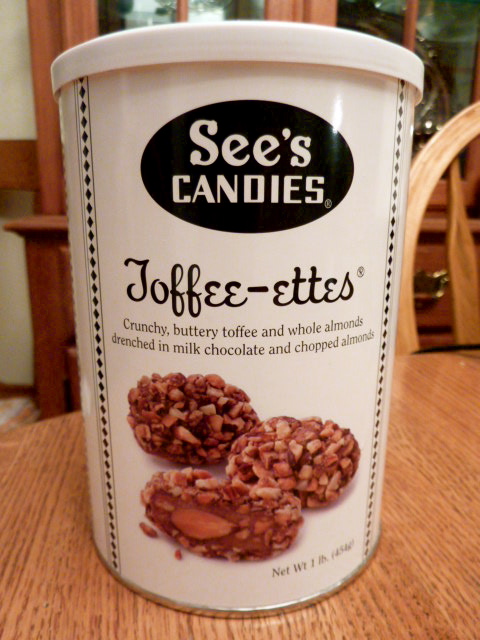 See's
CANDIES®
Toffee-ettes®
Crunchy, buttery toffee and whole almonds
drenched in milk chocolate and chopped almonds
Net Wt 1 lb. (454g)